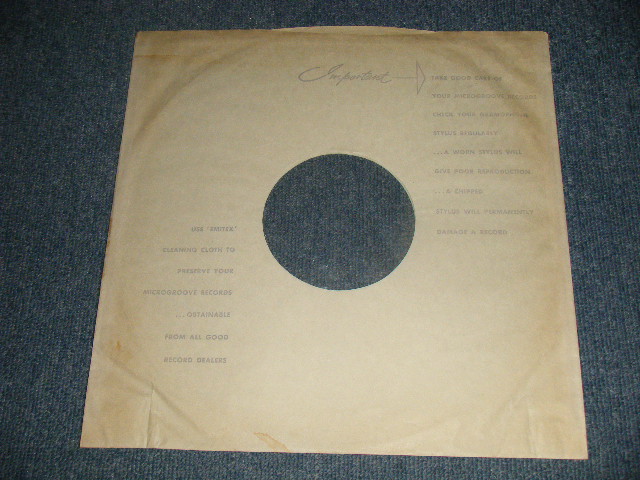 Important
TAKE GOOD CARE OF
YOUR MICROGROOVE RECORDS
CHECK YOUR GRAMOPHONE
STYLUS REGULARLY
...A WORN STYLUS WILL
GIVE POOR REPRODUCTION
...A CHIPPED
STYLUS WILL PERMANENTLY
DAMAGE A RECORD
USE 'EMITEX'
CLEANING CLOTH TO
PRESERVE YOUR
MICROGROOVE RECORDS
...OBTAINABLE
FROM ALL GOOD
RECORD DEALERS